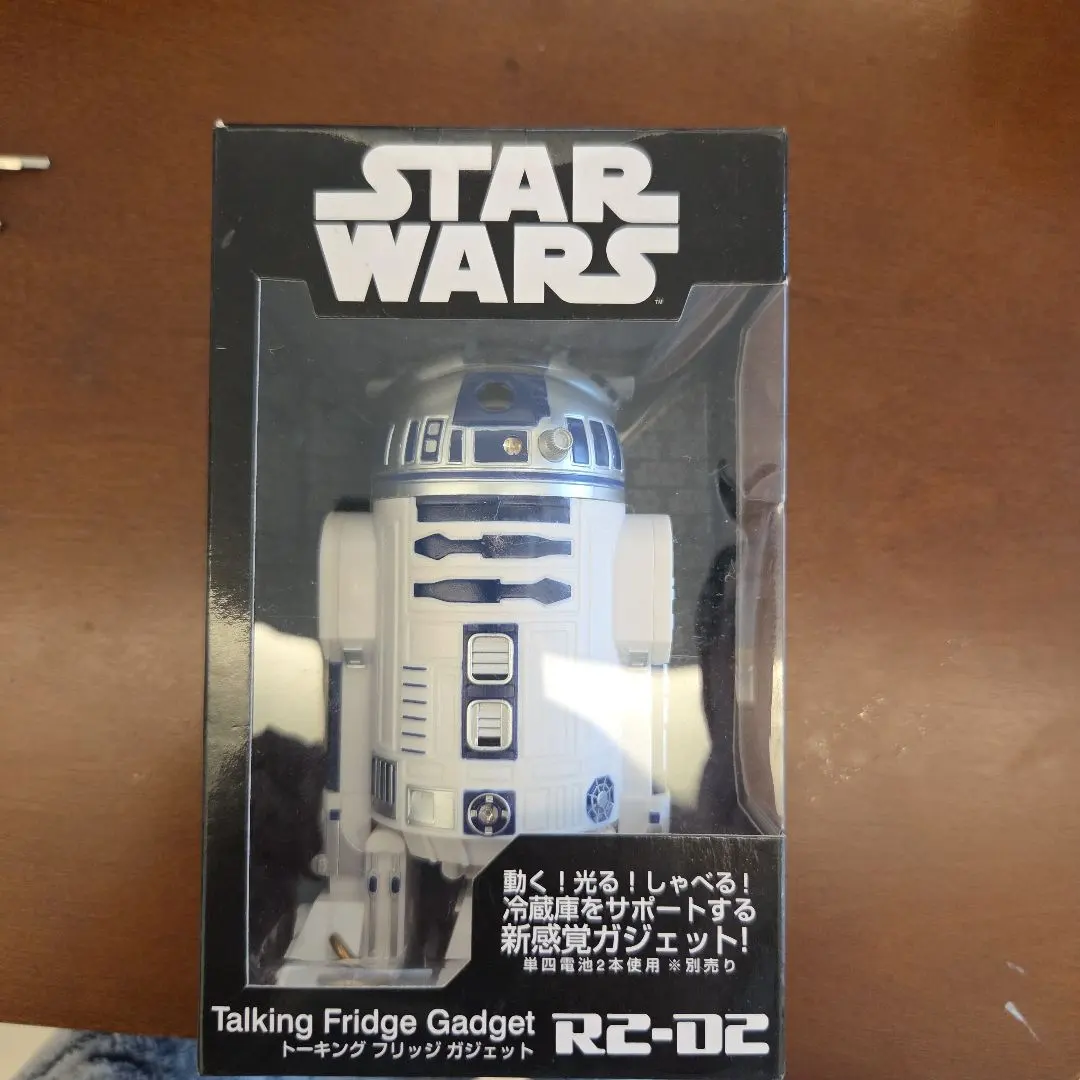 STAR
WARS
TM
動く!光る!しゃべる!
冷蔵庫をサポートする
新感覚ガジェット!
単四電池2本使用 ※別売り
Talking Fridge Gadget
トーキング フリッジ ガジェット
R2-D2